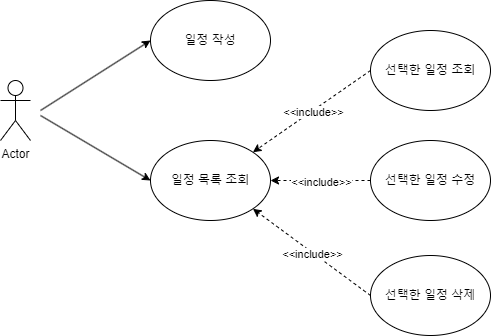 일정 작성
선택한 일정 조회
<<include>>
Actor
일정 목록 조회
<<include>>
선택한 일정 수정
<<include>>
선택한 일정 삭제